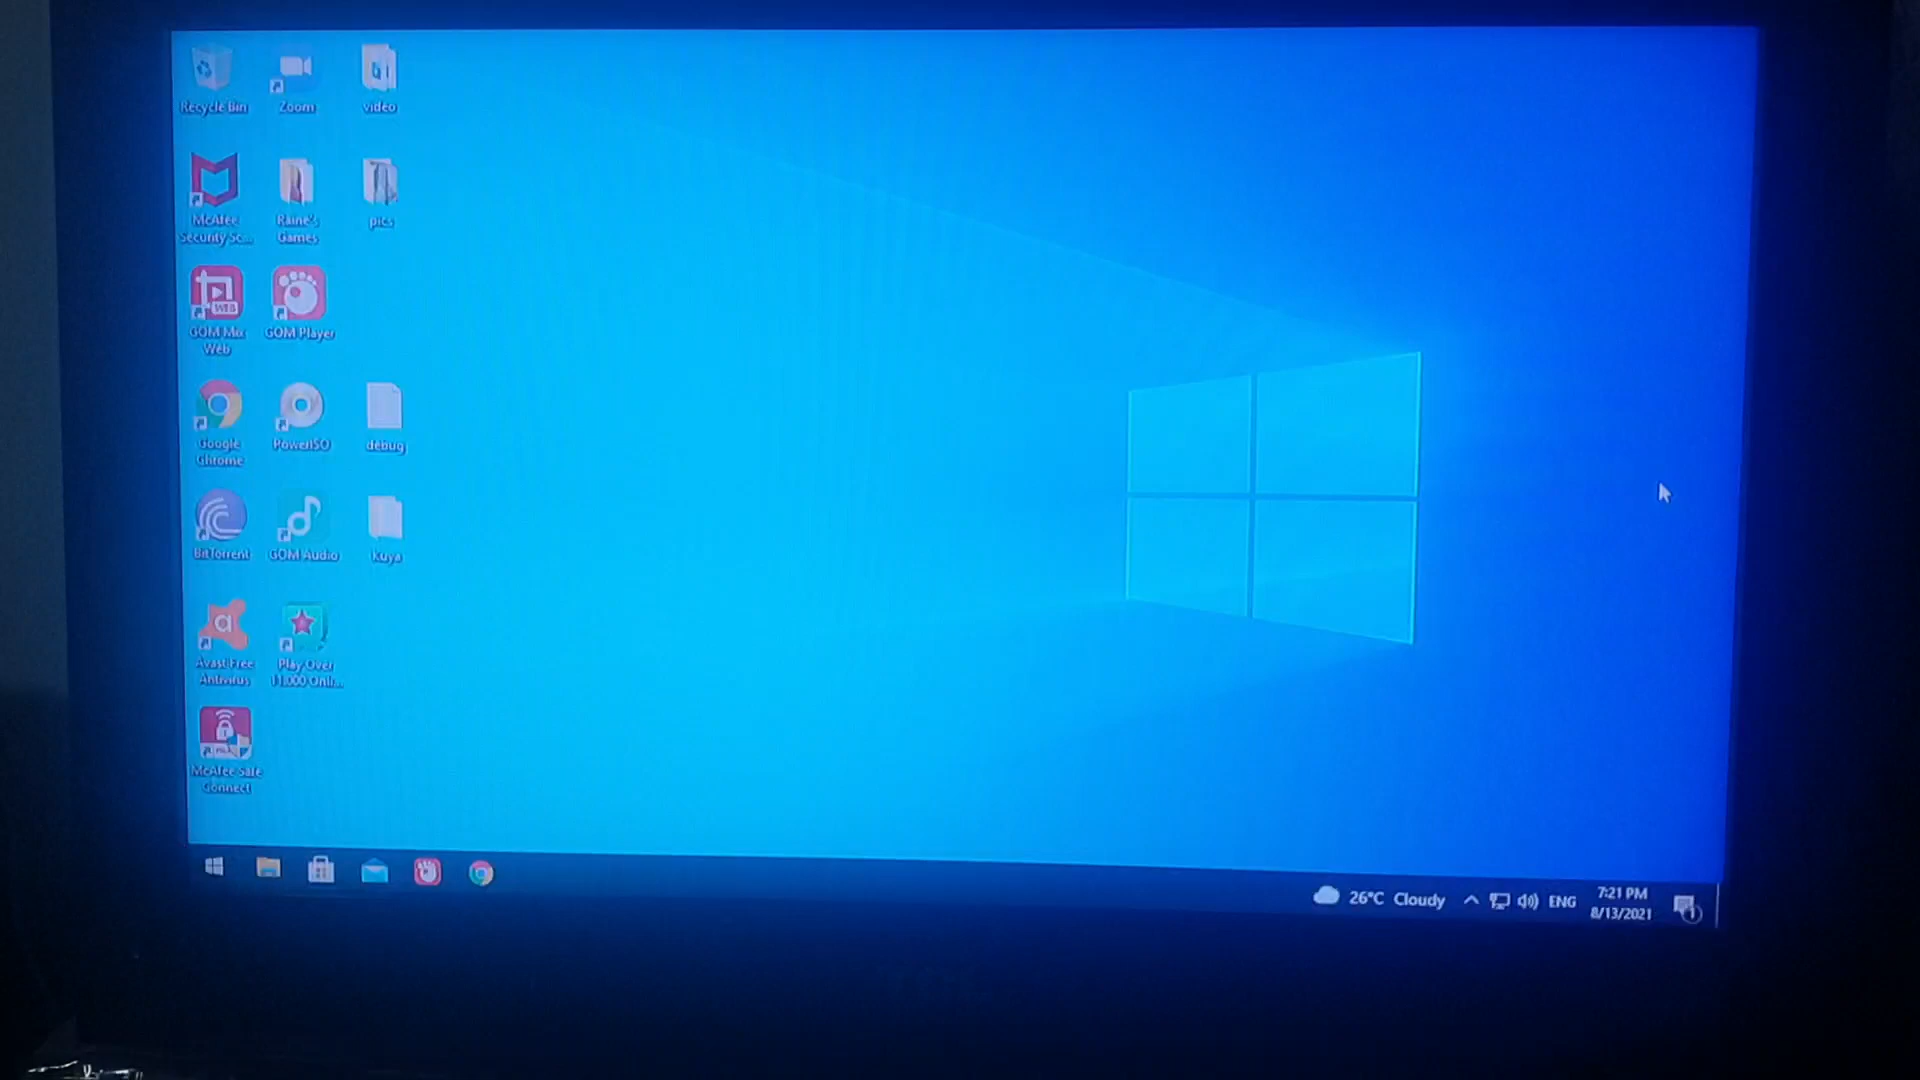 Recycle Bin
Zoom
video
McAfee
Security Sc...
Raine's
Games
pics
WEB
GOM Mix
Web
GOM Player
Google
Chrome
PowerISO
debug
BitTorrent
GOM Audio
Kuya
Avast Free
Antivirus
Play Over
11,000 Onli...
McAfee Safe
Connect
26°C Cloudy
ENG
7:21 PM
8/13/2021
1